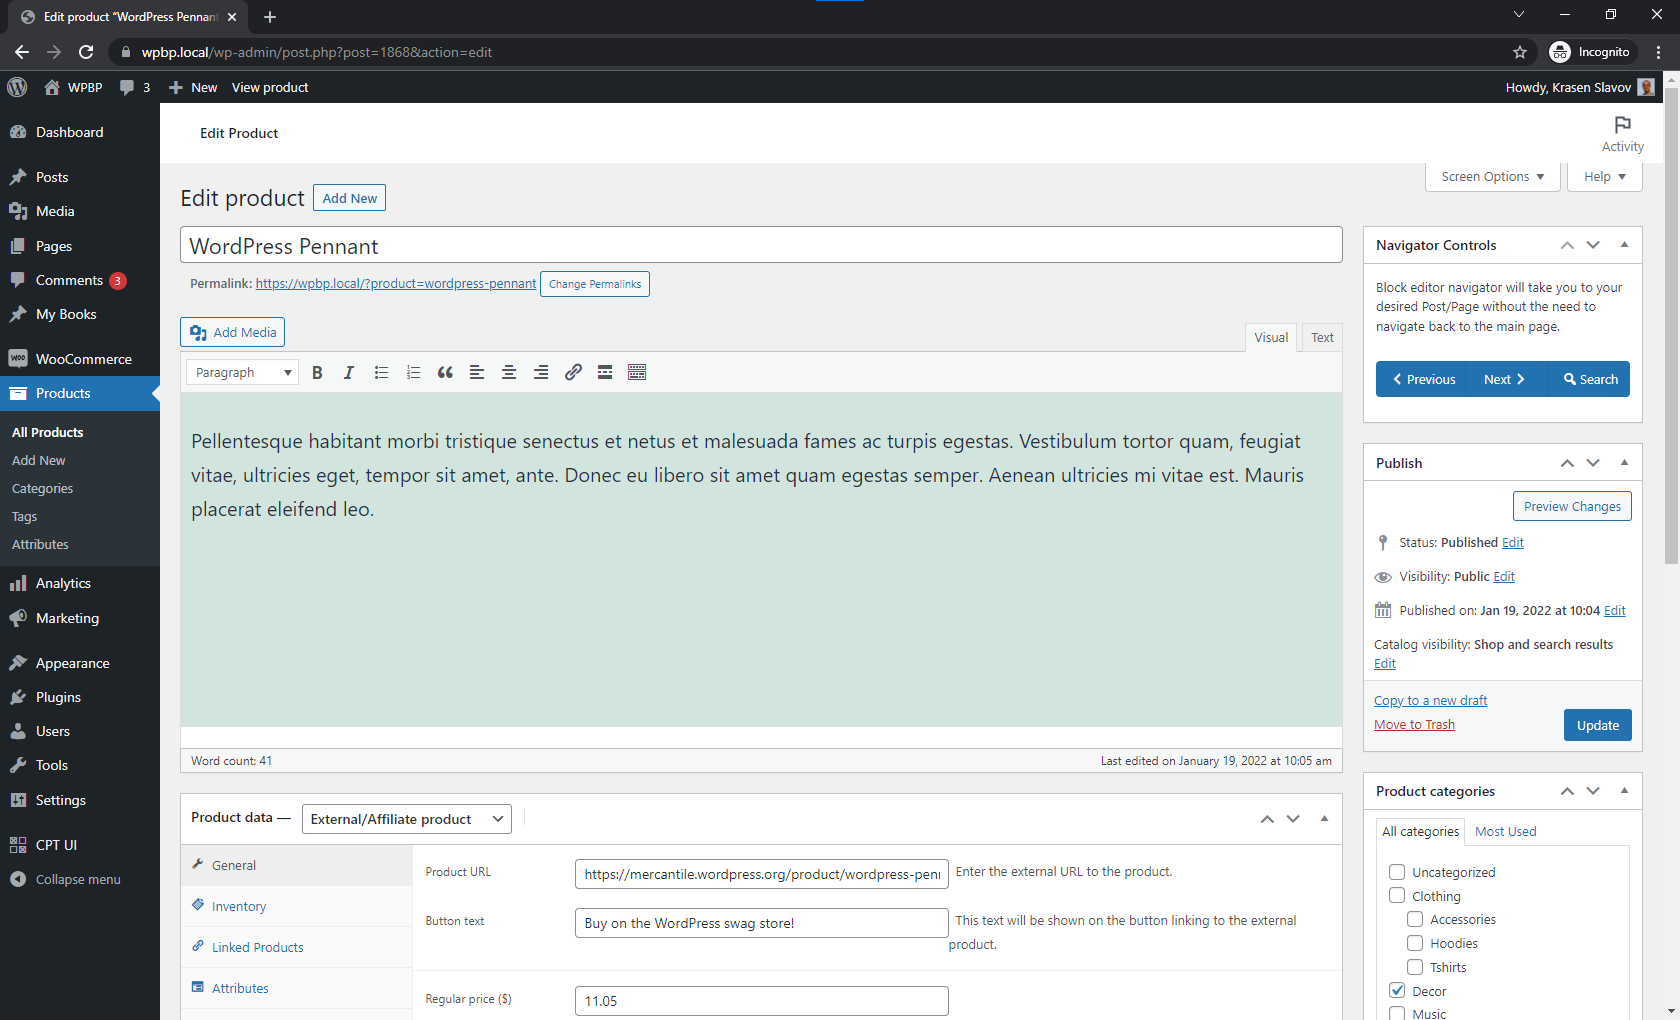 Edit product “WordPress Pennant
wpbp.local/wp-admin/post.php?post=1868&action=edit
Incognito
WPBP
3
New
View product
Howdy, Krasen Slavov
Dashboard
Posts
Media
Pages
Comments 3
My Books
WooCommerce
Products
All Products
Add New
Categories
Tags
Attributes
Analytics
Marketing
Appearance
Plugins
Users
Tools
Settings
CPT UI
Collapse menu
Edit Product
Activity
Screen Options
Help
Edit product
Add New
WordPress Pennant
Permalink: https://wpbp.local/?product=wordpress-pennant
Change Permalinks
Add Media
Visual
Text
Paragraph
Pellentesque habitant morbi tristique senectus et netus et malesuada fames ac turpis egestas. Vestibulum tortor quam, feugiat
vitae, ultricies eget, tempor sit amet, ante. Donec eu libero sit amet quam egestas semper. Aenean ultricies mi vitae est. Mauris
placerat eleifend leo.
Word count: 41
Last edited on January 19, 2022 at 10:05 am
Product data —
External/Affiliate product
General
Inventory
Linked Products
Attributes
Product URL
https://mercantile.wordpress.org/product/wordpress-penn
Enter the external URL to the product.
Button text
Buy on the WordPress swag store!
This text will be shown on the button linking to the external
product.
Regular price ($)
11.05
Navigator Controls
Block editor navigator will take you to your
desired Post/Page without the need to
navigate back to the main page.
Previous
Next
Search
Publish
Preview Changes
Status: Published Edit
Visibility: Public Edit
Published on: Jan 19, 2022 at 10:04 Edit
Catalog visibility: Shop and search results
Edit
Copy to a new draft
Move to Trash
Update
Product categories
All categories
Most Used
Uncategorized
Clothing
Accessories
Hoodies
Tshirts
Decor
Music